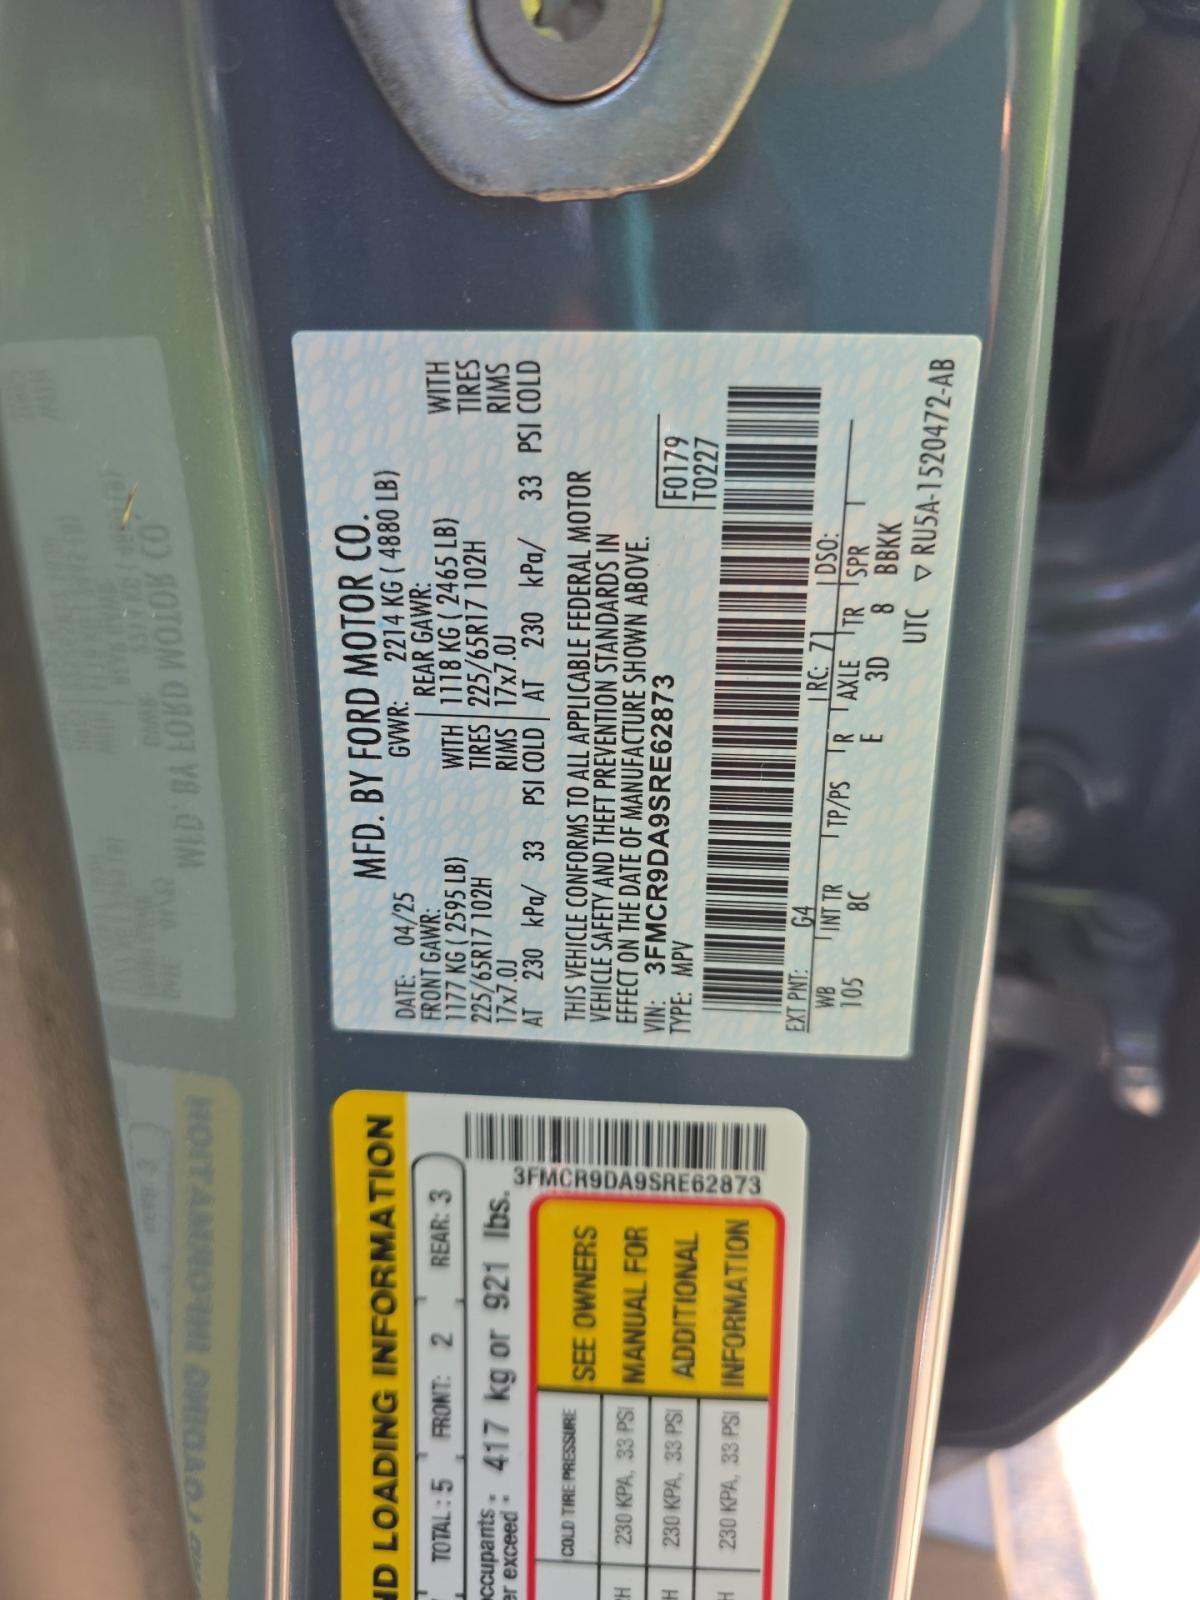 MFD. BY FORD MOTOR CO.
DATE: 04/25 GVWR: 2214 KG ( 4880 LB)
FRONT GAWR: REAR GAWR:
1177 KG ( 2595 LB) WITH 1118 KG ( 2465 LB) WITH
225/65R17 102H TIRES 225/65R17 102H TIRES
17x7.0J RIMS 17x7.0J RIMS
AT 230 kPa/ 33 PSI COLD AT 230 kPa/ 33 PSI COLD
THIS VEHICLE CONFORMS TO ALL APPLICABLE FEDERAL MOTOR
VEHICLE SAFETY AND THEFT PREVENTION STANDARDS IN
EFFECT ON THE DATE OF MANUFACTURE SHOWN ABOVE.
VIN: 3FMCR9DA9SRE62873
TYPE: MPV
F0179
T0227
EXT PNT: G4 RC: 71 DSO:
WB INT TR TP/PS R AXLE TR SPR
105 8C E 3D 8 BBKK
UTC ▽ RU5A-1520472-AB
LOADING INFORMATION
TOTAL : 5 FRONT: 2 REAR: 3
417 kg or 921 lbs.
3FMCR9DA9SRE62873
COLD TIRE PRESSURE
230 KPA, 33 PSI
230 KPA, 33 PSI
230 KPA, 33 PSI
SEE OWNERS
MANUAL FOR
ADDITIONAL
INFORMATION